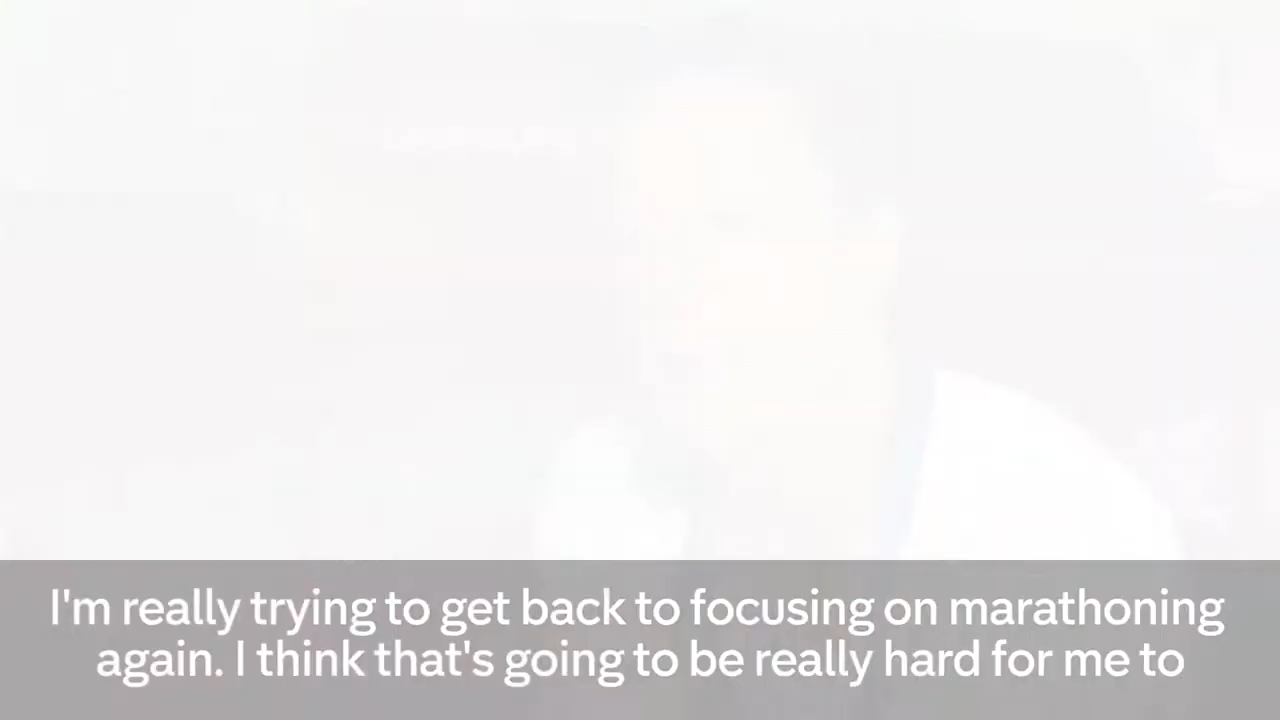 I'm really trying to get back to focusing on marathoning
again. I think that's going to be really hard for me to